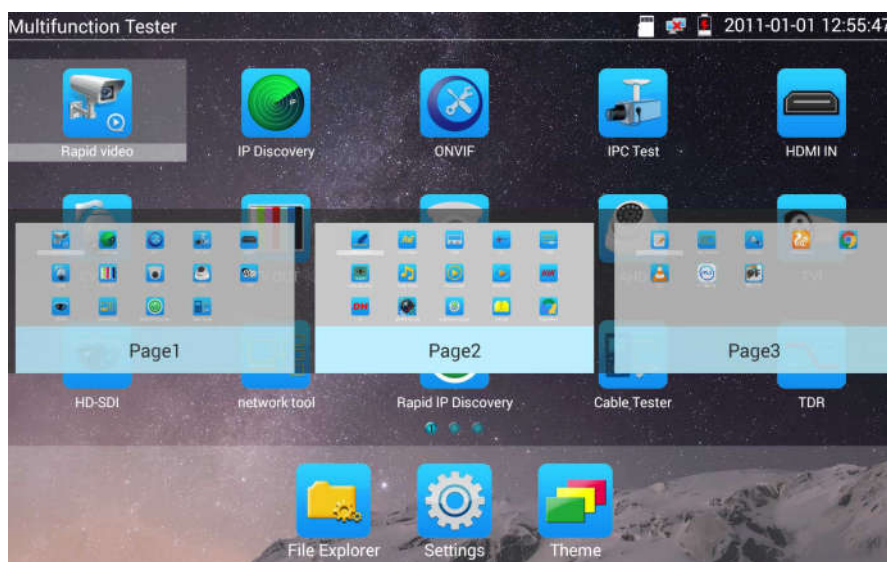 Multifunction Tester
2011-01-01 12:55:47
Rapid video
IP Discovery
ONVIF
IPC Test
HDMI IN
Page1
Page2
Page3
HD-SDI
network tool
Rapid IP Discovery
Cable Tester
TDR
File Explorer
Settings
Theme